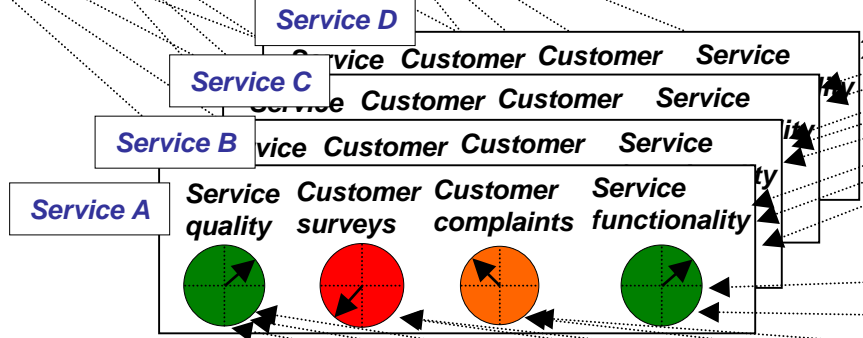 Service D
Service Customer Customer Service
Service C
Service Customer Customer Service
Service B
Customer Customer Service
Service A
Service Customer Customer Service
quality surveys complaints functionality